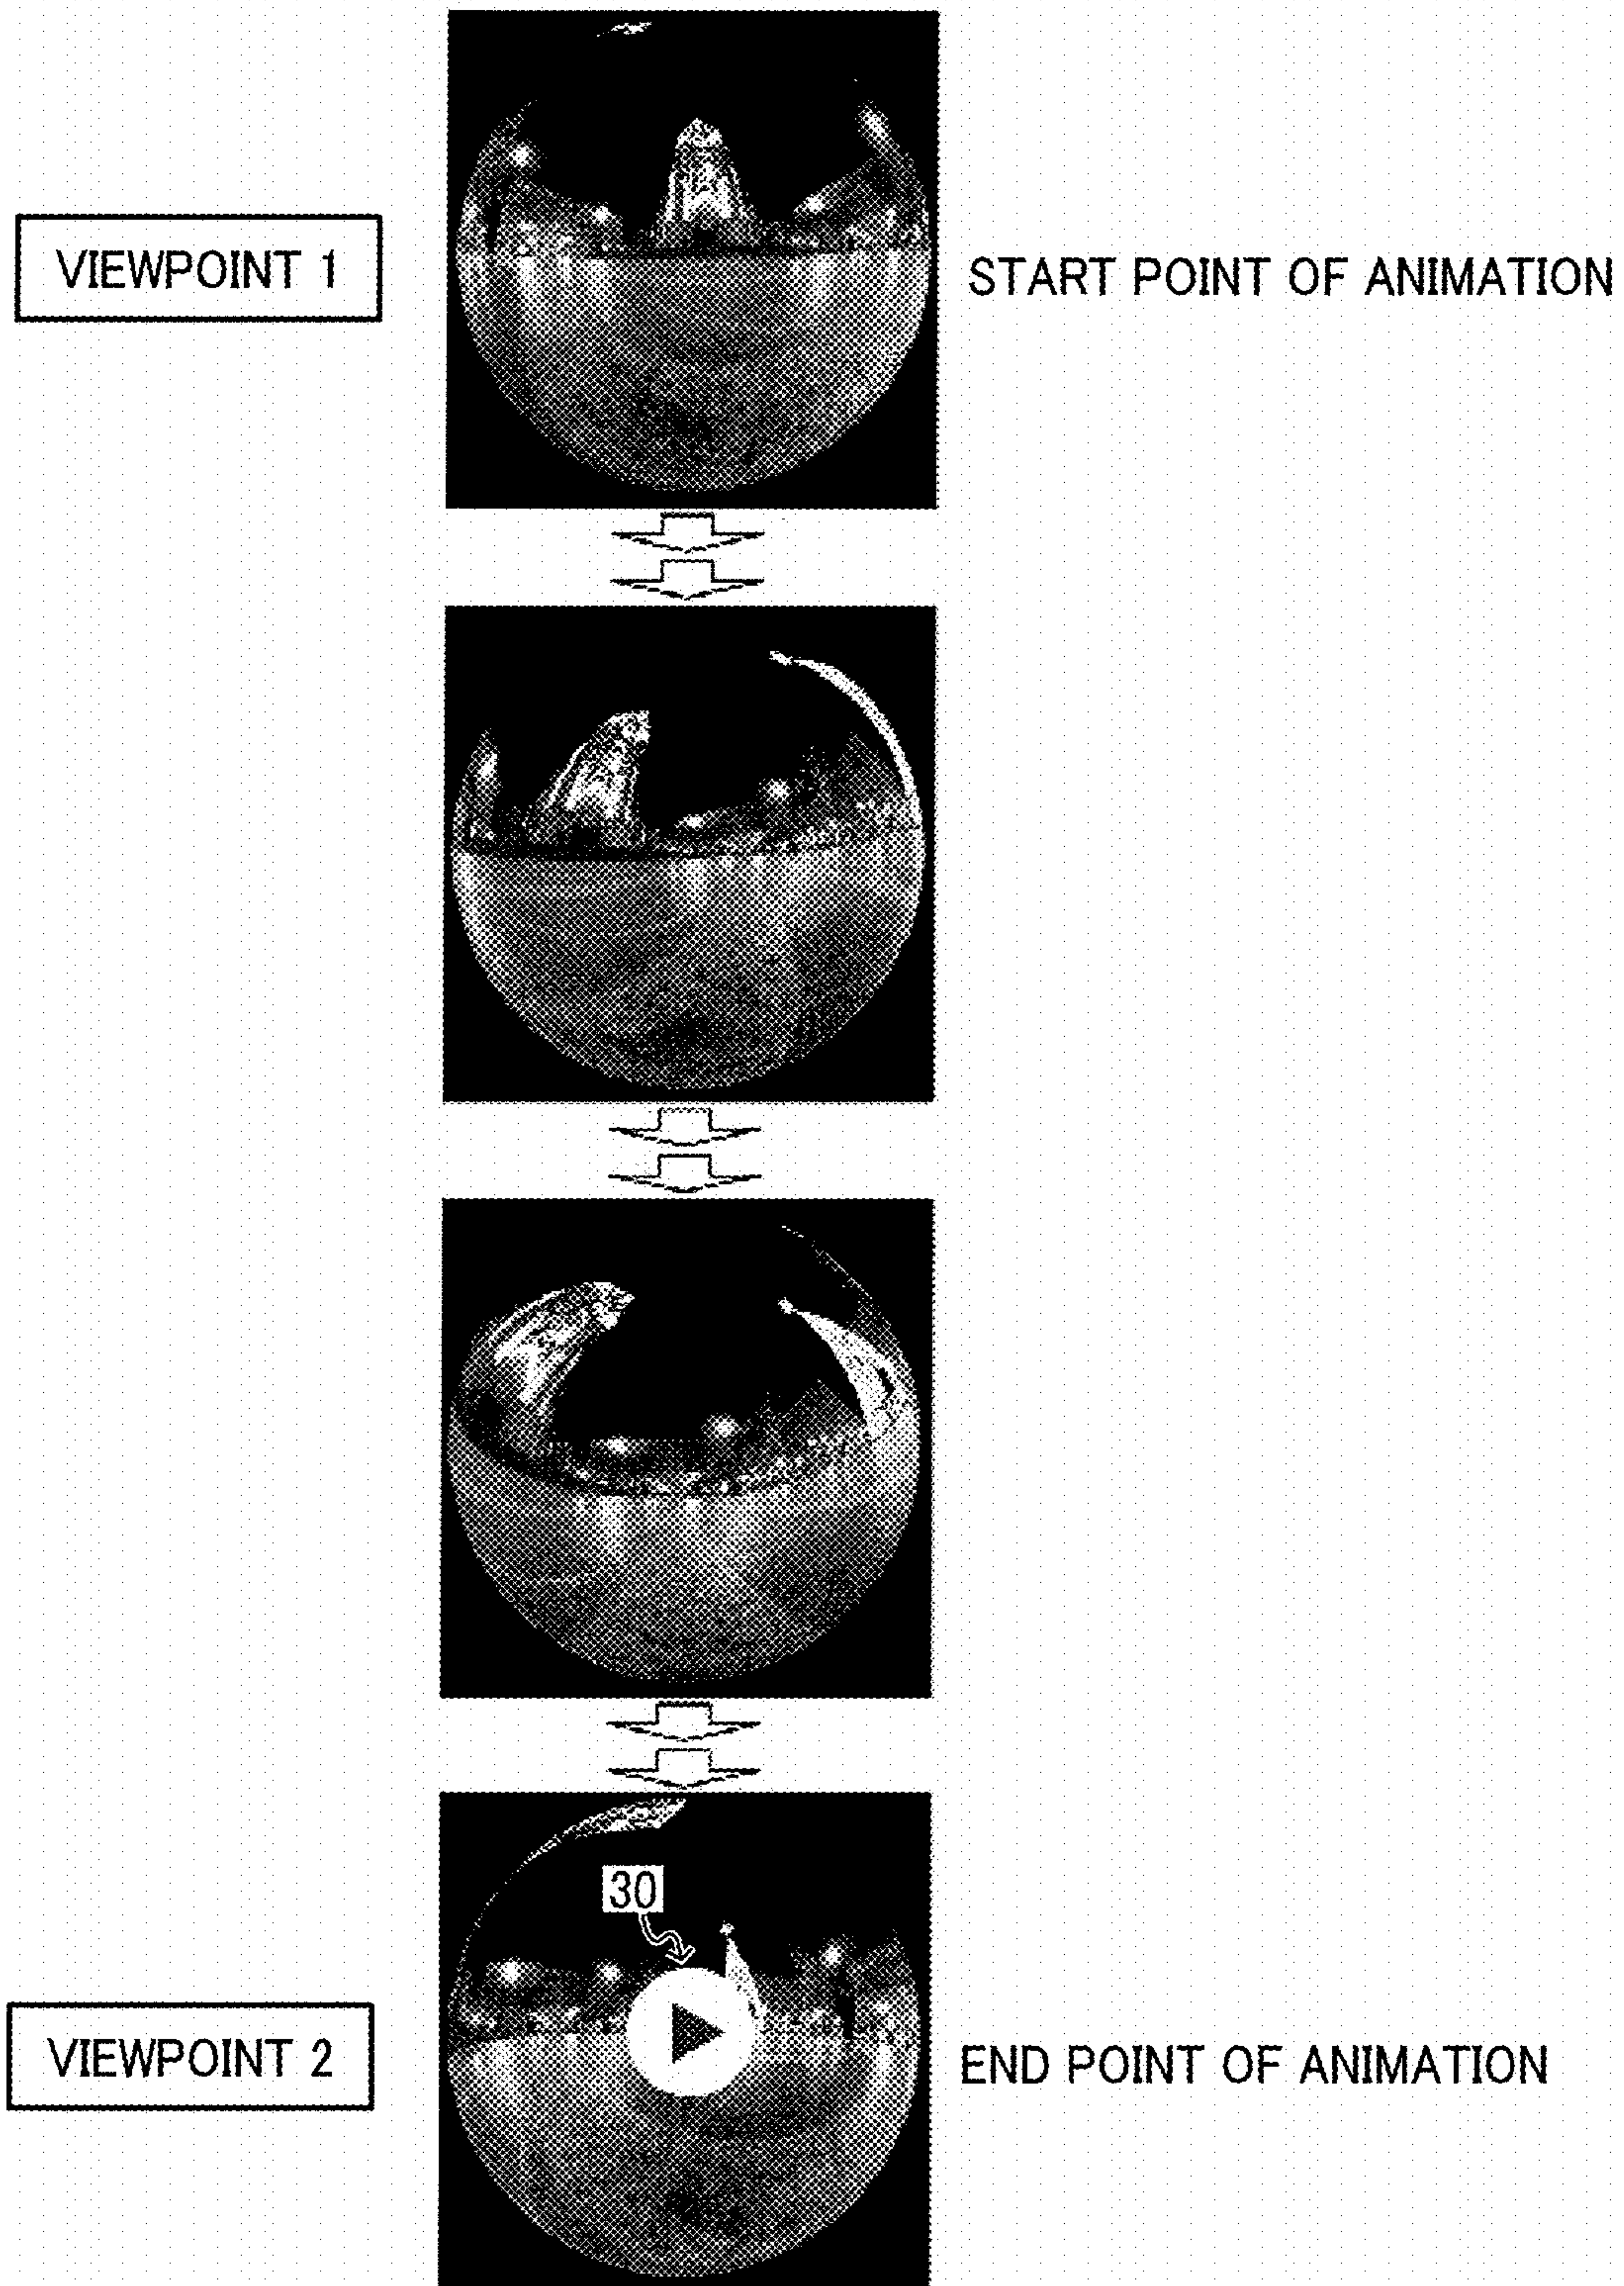 VIEWPOINT 1
START POINT OF ANIMATION
30
VIEWPOINT 2
END POINT OF ANIMATION